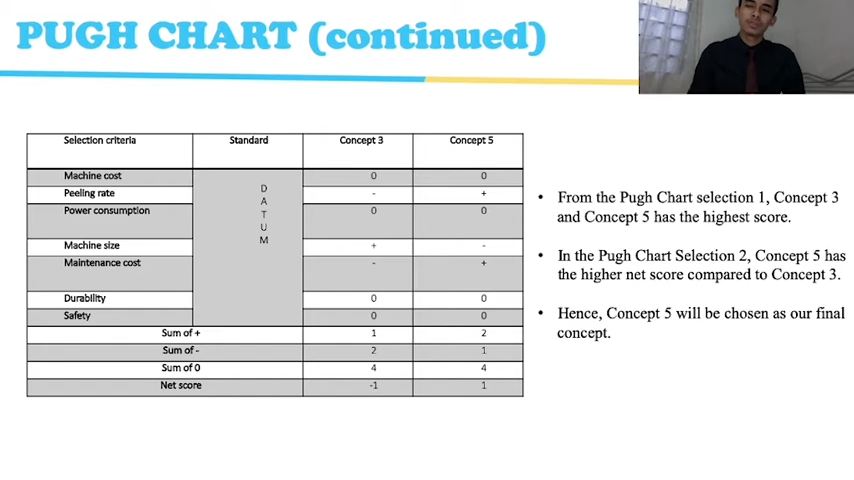 PUGH CHART (continued)
Selection criteria Standard Concept 3 Concept 5
Machine cost 0 0
Peeling rate - +
Power consumption 0 0
Machine size + -
Maintenance cost - +
Durability 0 0
Safety 0 0
D
A
T
U
M
Sum of + 1 2
Sum of - 2 1
Sum of 0 4 4
Net score -1 1
• From the Pugh Chart selection 1, Concept 3
and Concept 5 has the highest score.
• In the Pugh Chart Selection 2, Concept 5 has
the higher net score compared to Concept 3.
• Hence, Concept 5 will be chosen as our final
concept.